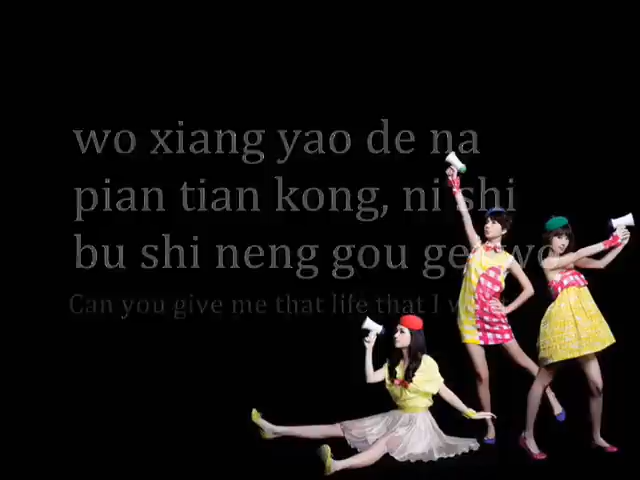 wo xiang yao de na
pian tian kong, ni shi
bu shi neng gou gei wo
Can you give me that life that I want